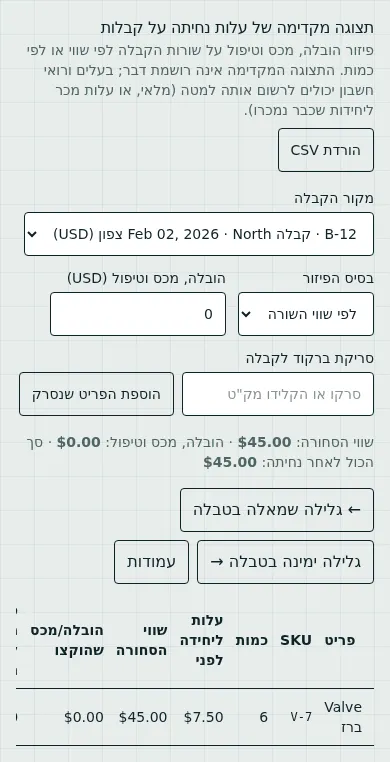 תצוגה מקדימה של עלות נחיתה על קבלות
פיזור הובלה, מכס וטיפול על שורות הקבלה לפי שווי או לפי
כמות. התצוגה המקדימה אינה רושמת דבר; בעלים ורואי
חשבון יכולים לרשום אותה למטה (מלאי, או עלות מכר
ליחידות שכבר נמכרו).
הורדת CSV
מקור הקבלה
B-12 · קבלה Feb 02, 2026 · North צפון (USD)
בסיס הפיזור
הובלה, מכס וטיפול (USD)
לפי שווי השורה
0
סריקת ברקוד לקבלה
סרקו או הקלידו מק"ט
הוספת הפריט שנסרק
שווי הסחורה: $45.00 · הובלה, מכס וטיפול: $0.00 · סך
הכול לאחר נחיתה: $45.00
← גלילה שמאלה בטבלה
גלילה ימינה בטבלה →
עמודות
פריט SKU כמות עלות ליחידה לפני שווי הסחורה הובלה/מכס שהוקצו
Valve ברז V-7 6 $7.50 $45.00 $0.00